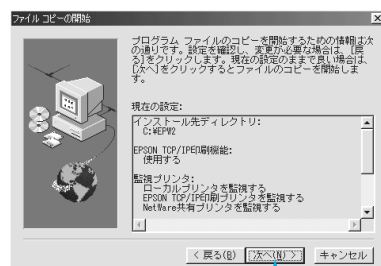 ファイル コピーの開始
プログラム ファイルのコピーを開始するための情報は次
の通りです。設定を確認し、変更が必要な場合は、[戻
る]をクリックします。現在の設定のままで良い場合は、
[次へ]をクリックするとファイルのコピーを開始しま
す。
現在の設定:
インストール先ディレクトリ:
C:¥EPW2
EPSON TCP/IP印刷機能:
使用する
監視プリンタ:
ローカルプリンタを監視する
EPSON TCP/IP印刷プリンタを監視する
NetWare共有プリンタを監視する
< 戻る(B) 次へ(N) > キャンセル